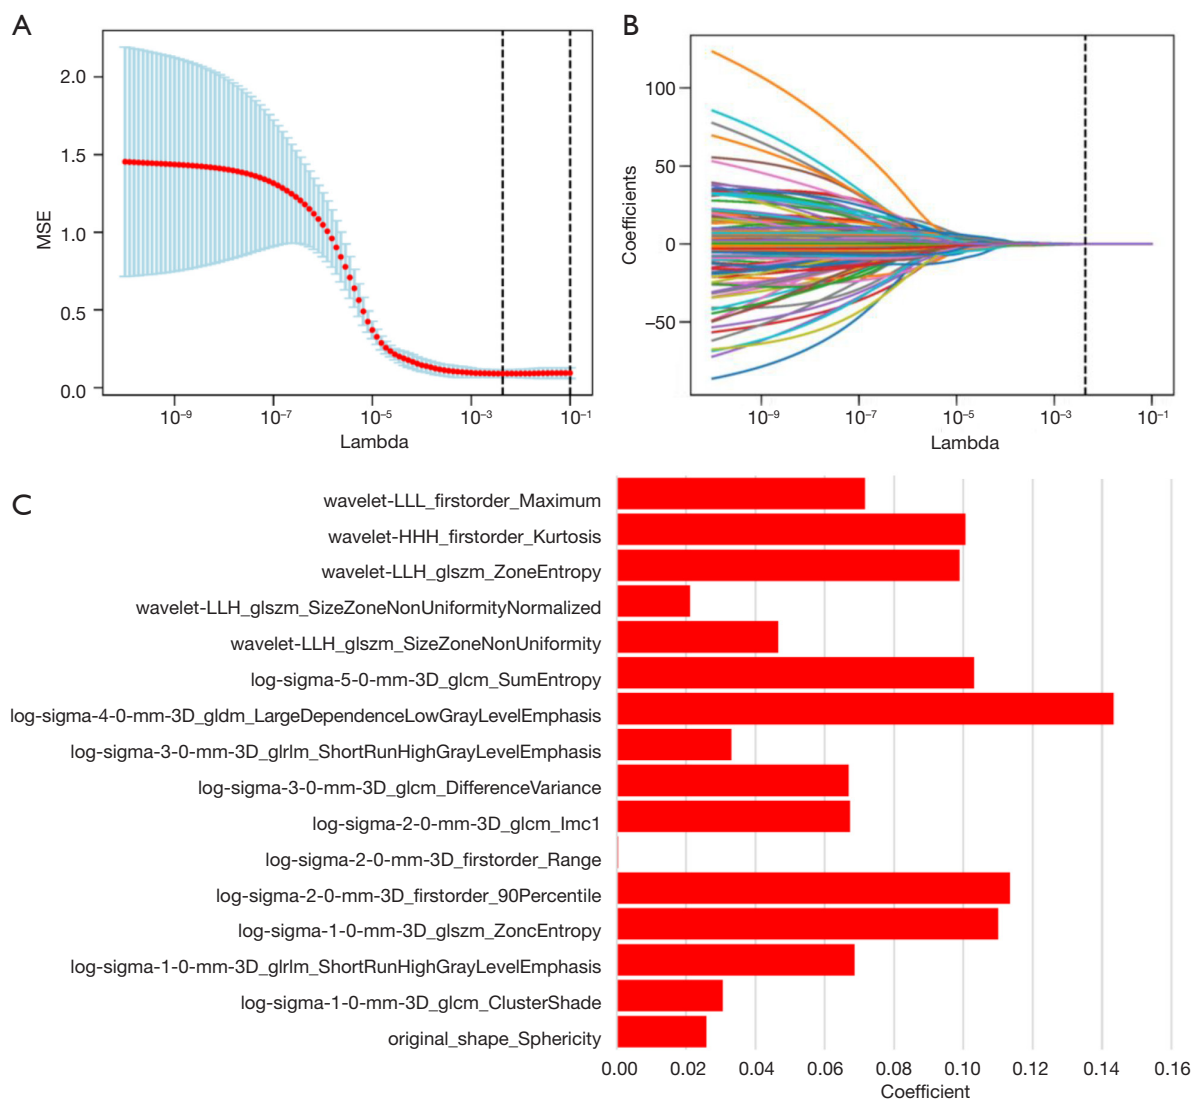 A
2.0
1.5
1.0
0.5
0.0
MSE
10⁻⁹ 10⁻⁷ 10⁻⁵ 10⁻³ 10⁻¹
Lambda
B
100
50
0
−50
Coefficients
10⁻⁹ 10⁻⁷ 10⁻⁵ 10⁻³ 10⁻¹
Lambda
C
wavelet-LLL_firstorder_Maximum
wavelet-HHH_firstorder_Kurtosis
wavelet-LLH_glszm_ZoneEntropy
wavelet-LLH_glszm_SizeZoneNonUniformityNormalized
wavelet-LLH_glszm_SizeZoneNonUniformity
log-sigma-5-0-mm-3D_glcm_SumEntropy
log-sigma-4-0-mm-3D_gldm_LargeDependenceLowGrayLevelEmphasis
log-sigma-3-0-mm-3D_glrlm_ShortRunHighGrayLevelEmphasis
log-sigma-3-0-mm-3D_glcm_DifferenceVariance
log-sigma-2-0-mm-3D_glcm_Imc1
log-sigma-2-0-mm-3D_firstorder_Range
log-sigma-2-0-mm-3D_firstorder_90Percentile
log-sigma-1-0-mm-3D_glszm_ZoncEntropy
log-sigma-1-0-mm-3D_glrlm_ShortRunHighGrayLevelEmphasis
log-sigma-1-0-mm-3D_glcm_ClusterShade
original_shape_Sphericity
0.00 0.02 0.04 0.06 0.08 0.10 0.12 0.14 0.16
Coefficient